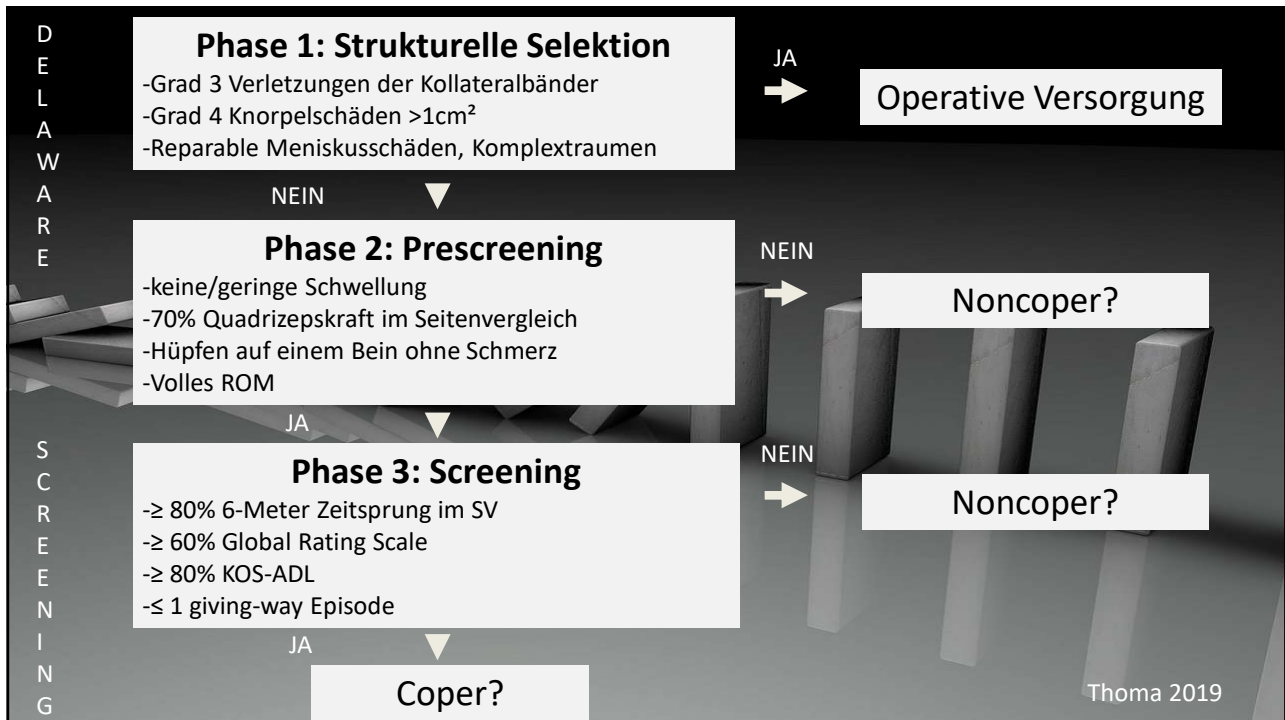 DELAWARE
Phase 1: Strukturelle Selektion
-Grad 3 Verletzungen der Kollateralbänder
-Grad 4 Knorpelschäden >1cm²
-Reparable Meniskusschäden, Komplextraumen
JA
Operative Versorgung
NEIN
Phase 2: Prescreening
-keine/geringe Schwellung
-70% Quadrizepskraft im Seitenvergleich
-Hüpfen auf einem Bein ohne Schmerz
-Volles ROM
NEIN
Noncoper?
JA
SCREENING
Phase 3: Screening
-≥ 80% 6-Meter Zeitsprung im SV
-≥ 60% Global Rating Scale
-≥ 80% KOS-ADL
-≤ 1 giving-way Episode
NEIN
Noncoper?
JA
Coper?
Thoma 2019